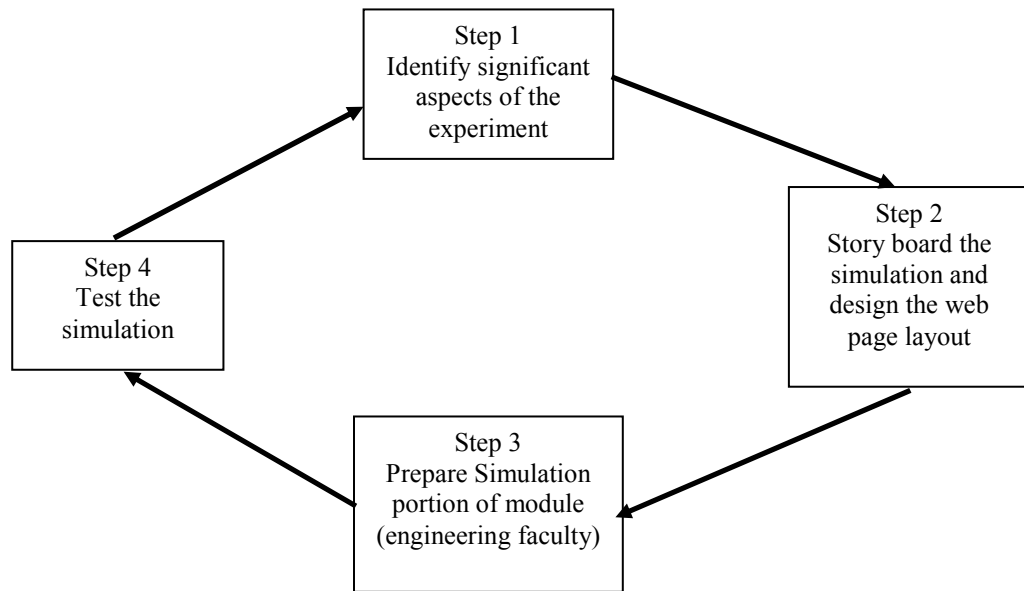 Step 1
Identify significant
aspects of the
experiment
Step 2
Story board the
simulation and
design the web
page layout
Step 3
Prepare Simulation
portion of module
(engineering faculty)
Step 4
Test the
simulation